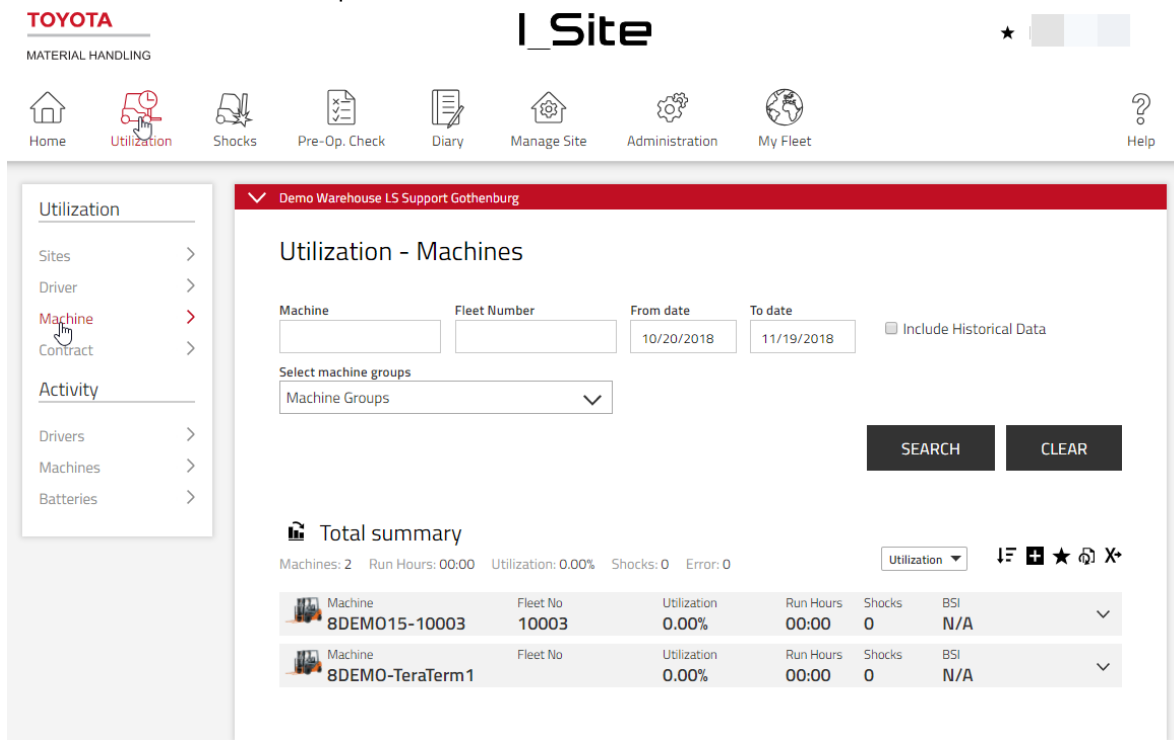 TOYOTA
MATERIAL HANDLING
I_Site
Home Utilization Shocks Pre-Op. Check Diary Manage Site Administration My Fleet Help
Utilization
Sites
Driver
Machine
Contract
Activity
Drivers
Machines
Batteries
Demo Warehouse LS Support Gothenburg
Utilization - Machines
Machine Fleet Number From date To date
10/20/2018 11/19/2018 Include Historical Data
Select machine groups
Machine Groups
SEARCH CLEAR
Total summary
Machines: 2 Run Hours: 00:00 Utilization: 0.00% Shocks: 0 Error: 0 Utilization
Machine Fleet No Utilization Run Hours Shocks BSI
8DEMO15-10003 10003 0.00% 00:00 0 N/A
Machine Fleet No Utilization Run Hours Shocks BSI
8DEMO-TeraTerm1 0.00% 00:00 0 N/A